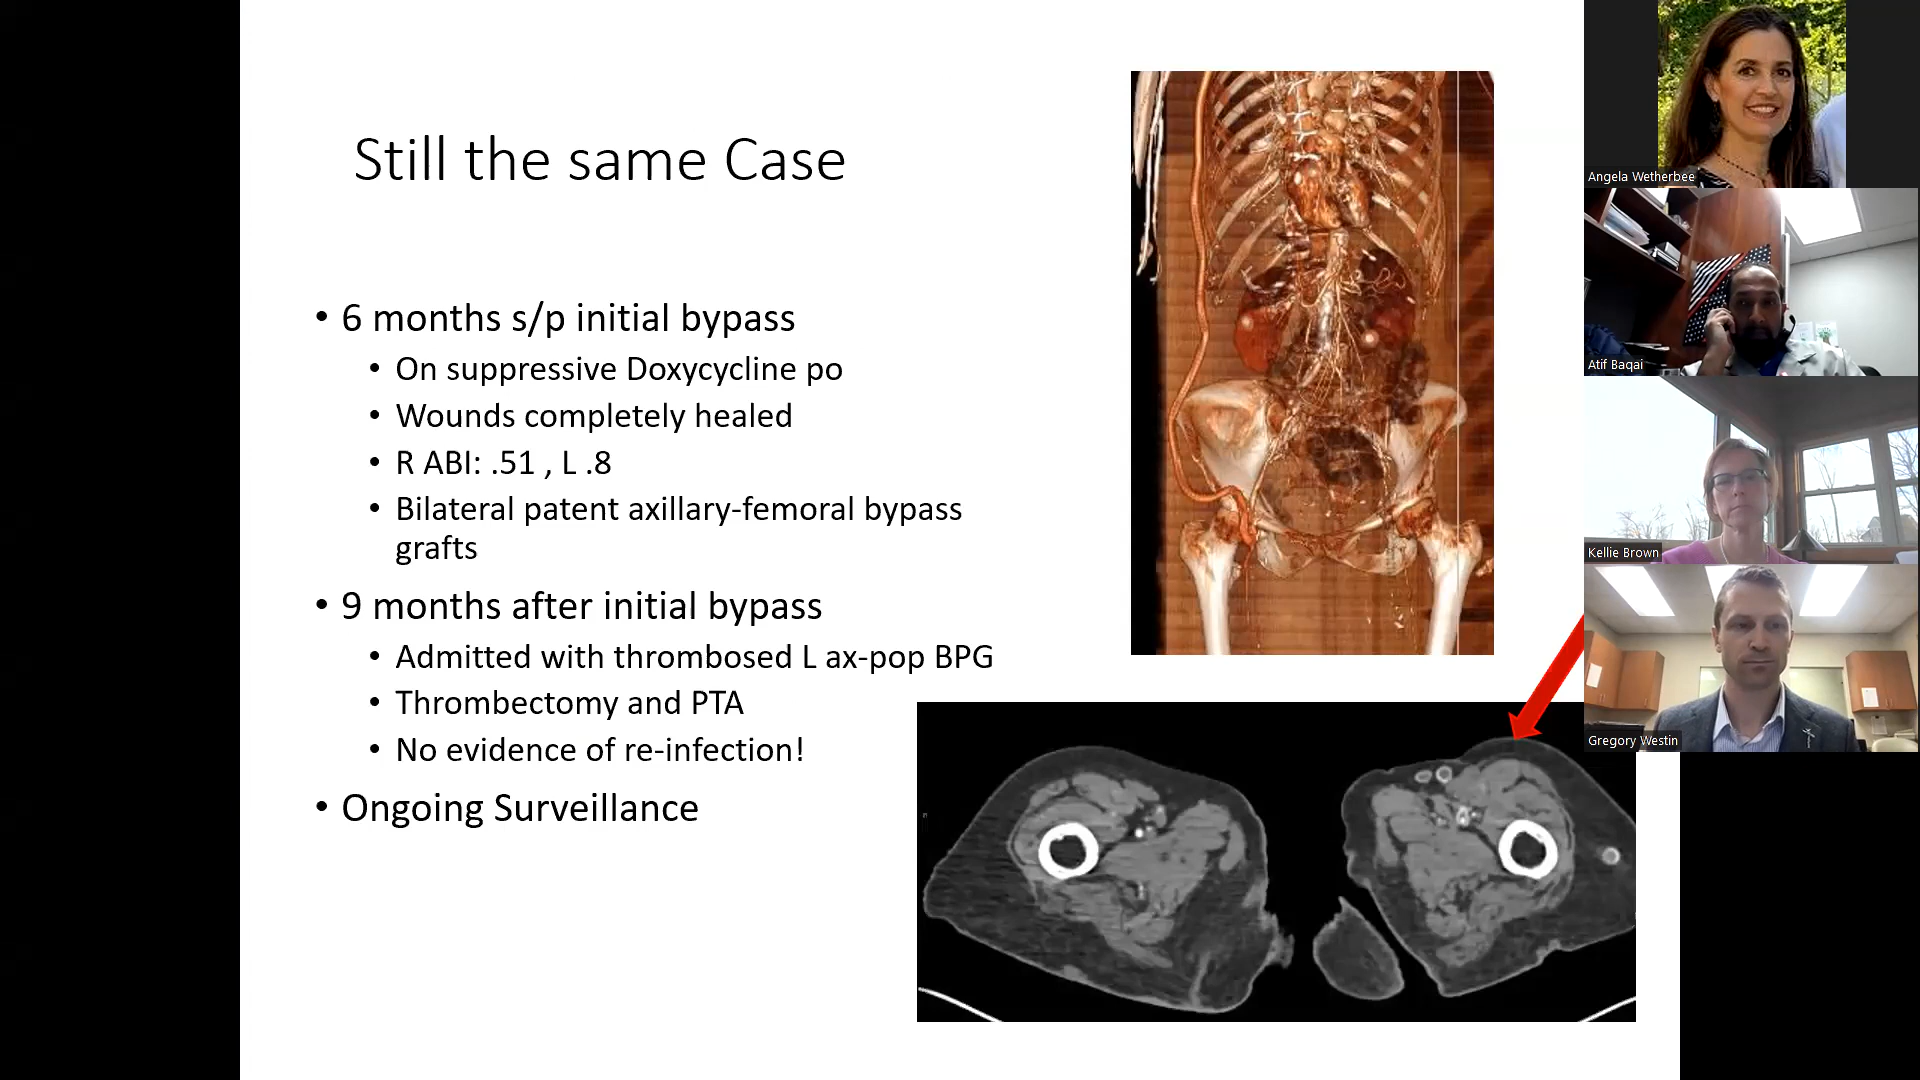 Still the same Case
• 6 months s/p initial bypass
• On suppressive Doxycycline po
• Wounds completely healed
• R ABI: .51 , L .8
• Bilateral patent axillary-femoral bypass
grafts
• 9 months after initial bypass
• Admitted with thrombosed L ax-pop BPG
• Thrombectomy and PTA
• No evidence of re-infection!
• Ongoing Surveillance
Angela Wetherbee
Atif Baqai
Kellie Brown
Gregory Westin